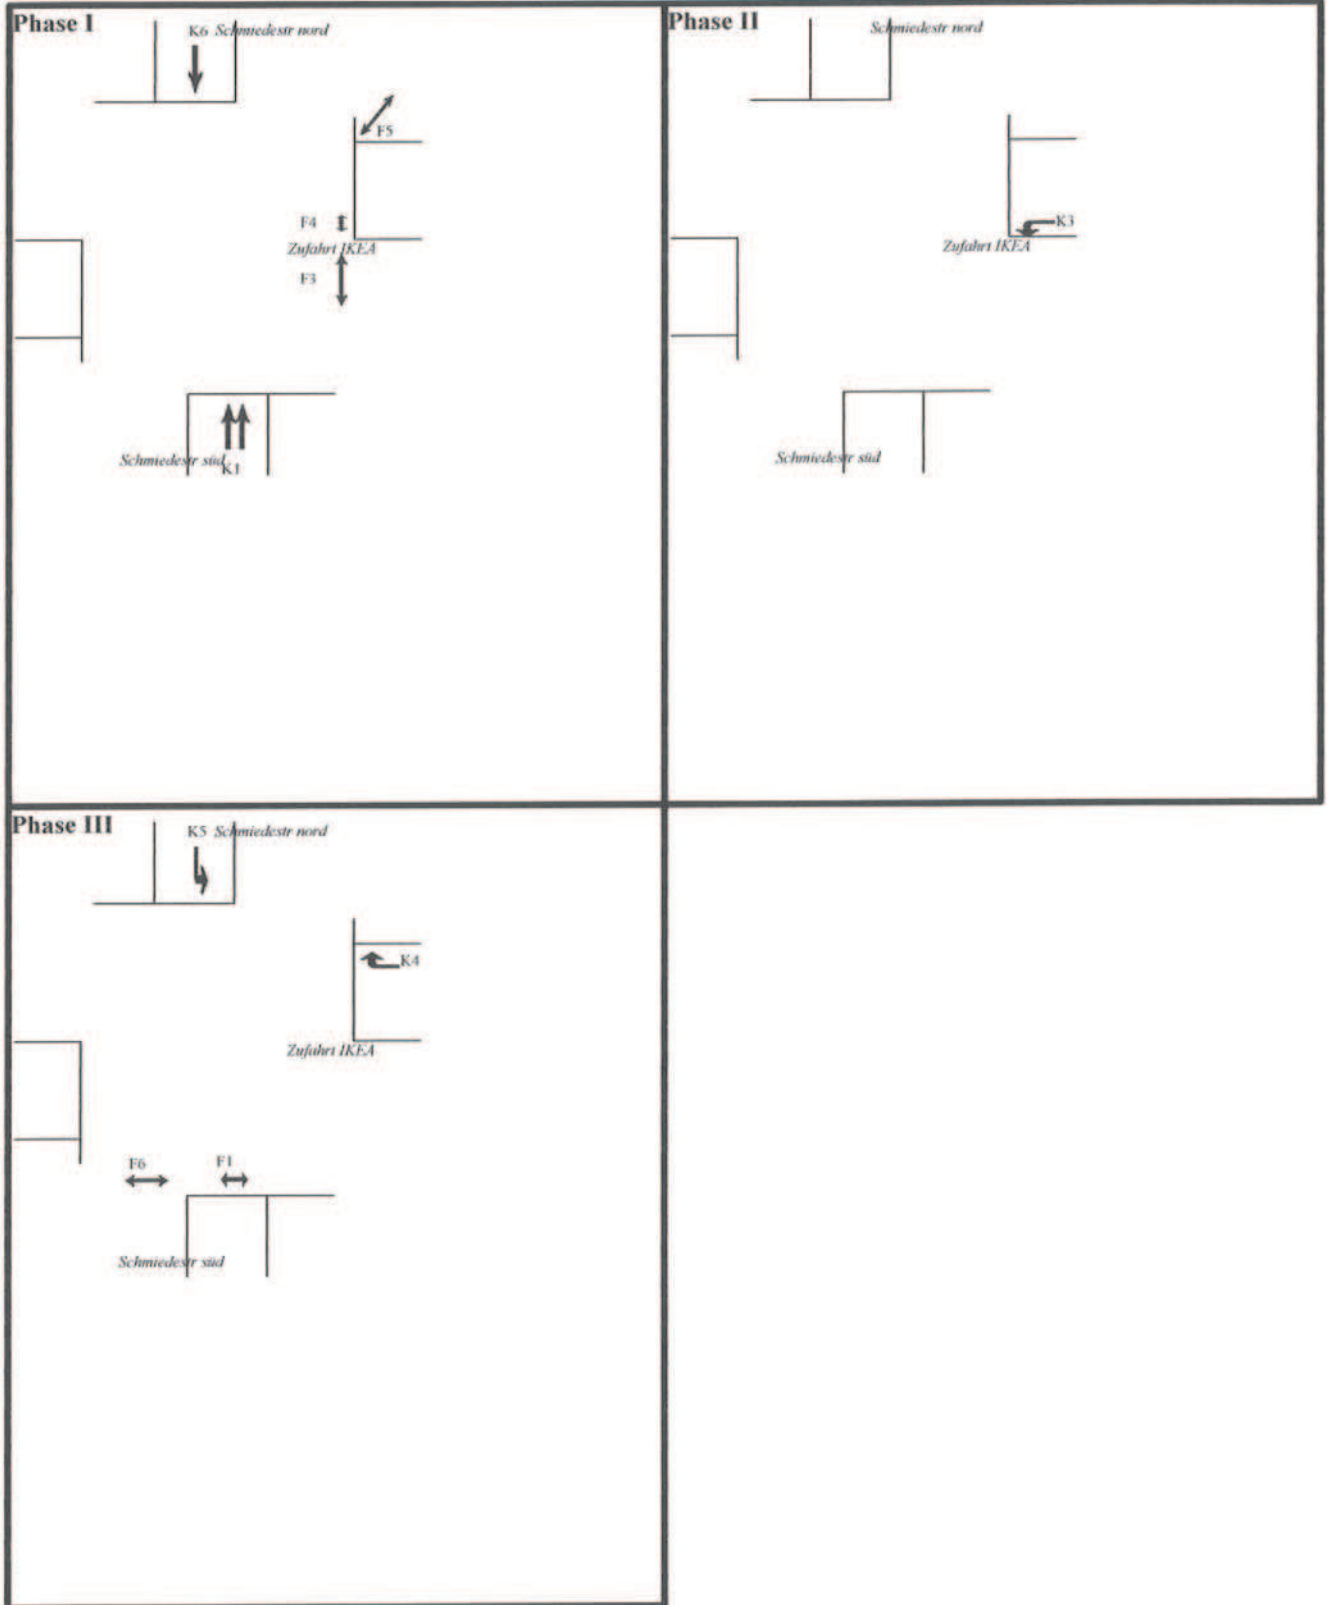 Phase I
K6 Schmiedestr nord
F5
F4
Zufahrt IKEA
F3
Schmiedestr süd
K1
Phase II
Schmiedestr nord
K3
Zufahrt IKEA
Schmiedestr süd
Phase III
K5 Schmiedestr nord
K4
Zufahrt IKEA
F6
F1
Schmiedestr süd